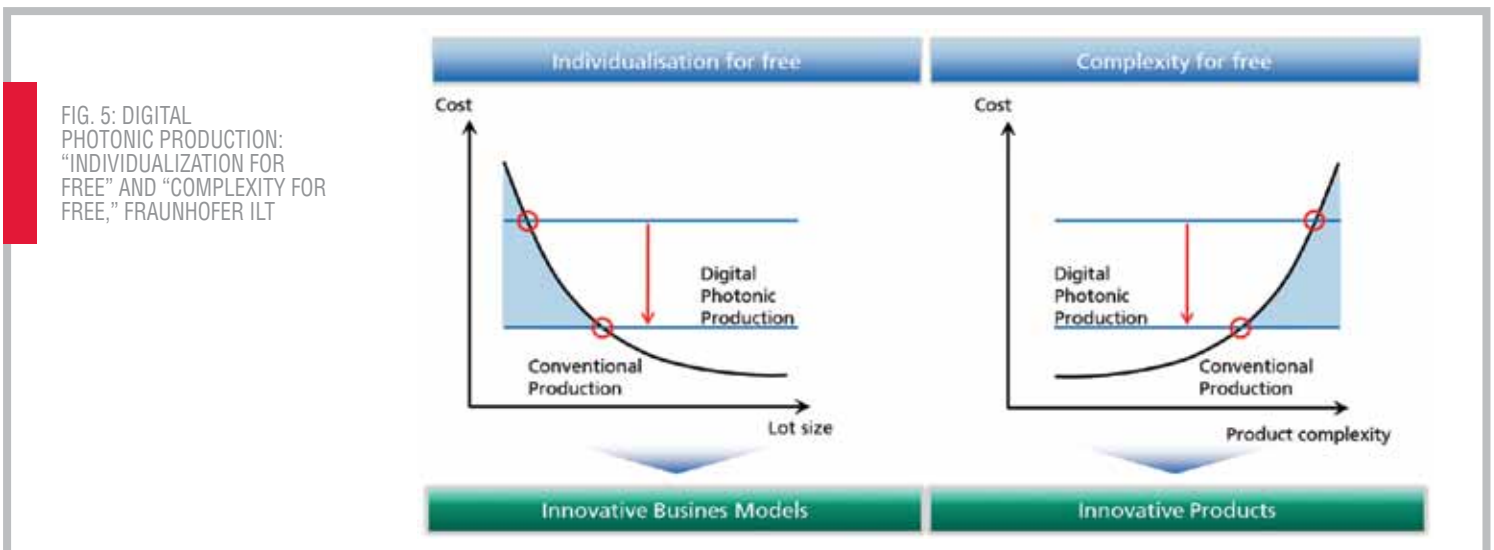 FIG. 5: DIGITAL
PHOTONIC PRODUCTION:
“INDIVIDUALIZATION FOR
FREE” AND “COMPLEXITY FOR
FREE,” FRAUNHOFER ILT
Individualisation for free
Cost
Digital
Photonic
Production
Conventional
Production
Lot size
Innovative Busines Models
Complexity for free
Cost
Digital
Photonic
Production
Conventional
Production
Product complexity
Innovative Products